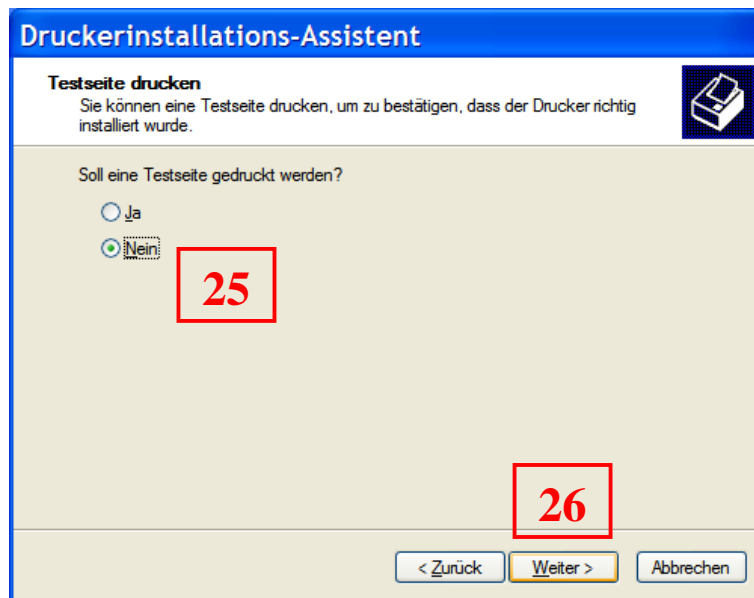 Druckerinstallations-Assistent
Testseite drucken
Sie können eine Testseite drucken, um zu bestätigen, dass der Drucker richtig
installiert wurde.
Soll eine Testseite gedruckt werden?
Ja
Nein
25
26
< Zurück Weiter > Abbrechen